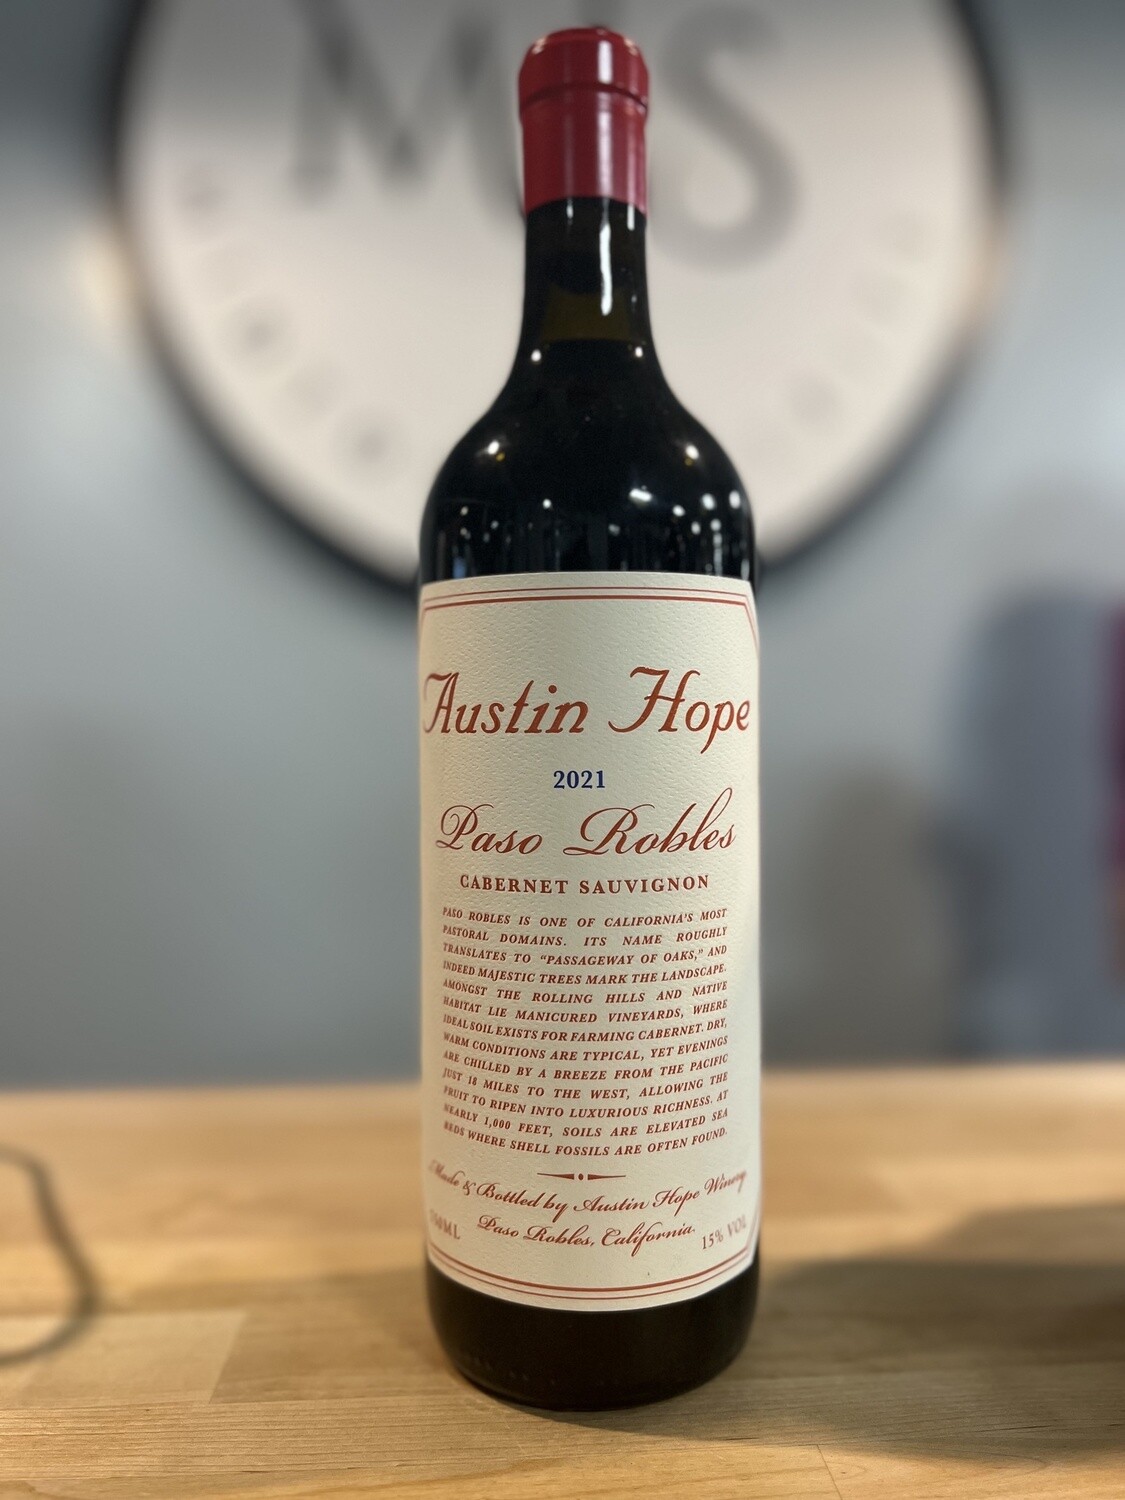 M J'S
Austin Hope
2021
Paso Robles
CABERNET SAUVIGNON
PASO ROBLES IS ONE OF CALIFORNIA'S MOST
PASTORAL DOMAINS. ITS NAME ROUGHLY
TRANSLATES TO “PASSAGEWAY OF OAKS,” AND
INDEED MAJESTIC TREES MARK THE LANDSCAPE.
AMONGST THE ROLLING HILLS AND NATIVE
HABITAT LIE MANICURED VINEYARDS, WHERE
IDEAL SOIL EXISTS FOR FARMING CABERNET. DRY,
WARM CONDITIONS ARE TYPICAL, YET EVENINGS
ARE CHILLED BY A BREEZE FROM THE PACIFIC
JUST 18 MILES TO THE WEST, ALLOWING THE
FRUIT TO RIPEN INTO LUXURIOUS RICHNESS. AT
NEARLY 1,000 FEET, SOILS ARE ELEVATED SEA
BEDS WHERE SHELL FOSSILS ARE OFTEN FOUND.
Made & Bottled by Austin Hope Winery
Paso Robles, California.
15% VOL